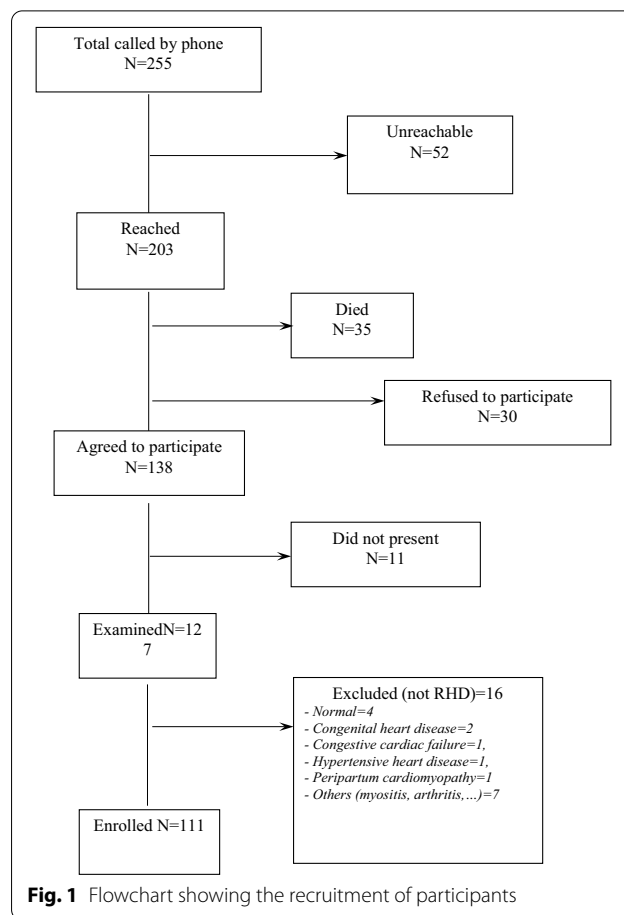 Total called by phone
N=255
Unreachable
N=52
Reached
N=203
Died
N=35
Refused to participate
N=30
Agreed to participate
N=138
Did not present
N=11
ExaminedN=12
7
Excluded (not RHD)=16
- Normal=4
- Congenital heart disease=2
- Congestive cardiac failure=1,
- Hypertensive heart disease=1,
- Peripartum cardiomyopathy=1
- Others (myositis, arthritis,...)=7
Enrolled N=111
Fig. 1 Flowchart showing the recruitment of participants